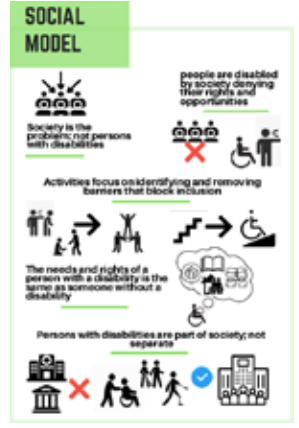 SOCIAL
MODEL
people are disabled
by society denying
their rights and
opportunities
Society is the
problem; not persons
with disabilities
Activities focus on identifying and removing
barriers that block inclusion
The needs and rights of a
person with a disability is the
same as someone without a
disability
Persons with disabilities are part of society; not
separate